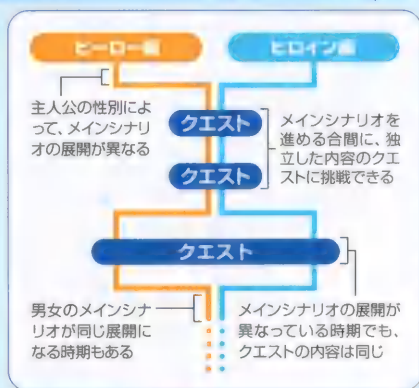 ヒーロー編
ヒロイン編
主人公の性別によ
って、メインシナリ
オの展開が異なる
クエスト
クエスト
メインシナリオを
進める合間に、独
立した内容のクエ
ストに挑戦できる
クエスト
男女のメインシナ
リオが同じ展開に
なる時期もある
メインシナリオの展開が
異なっている時期でも、
クエストの内容は同じ